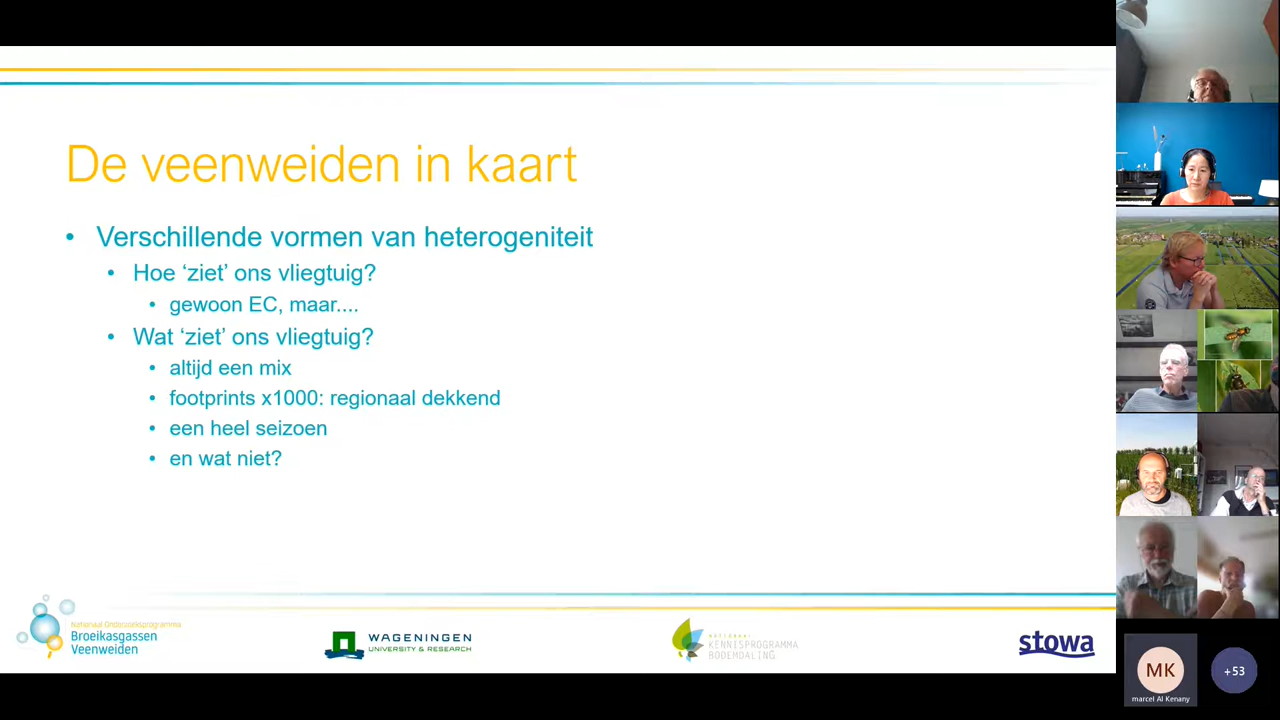 De veenweiden in kaart
• Verschillende vormen van heterogeniteit
• Hoe ‘ziet’ ons vliegtuig?
• gewoon EC, maar....
• Wat ‘ziet’ ons vliegtuig?
• altijd een mix
• footprints x1000: regionaal dekkend
• een heel seizoen
• en wat niet?
Nationaal Onderzoeksprogramma
Broeikasgassen
Veenweiden
WAGENINGEN
UNIVERSITY & RESEARCH
NATIONAAL
KENNISPROGRAMMA
BODEMDALING
stowa
MK
marcel Al Kenany
+53